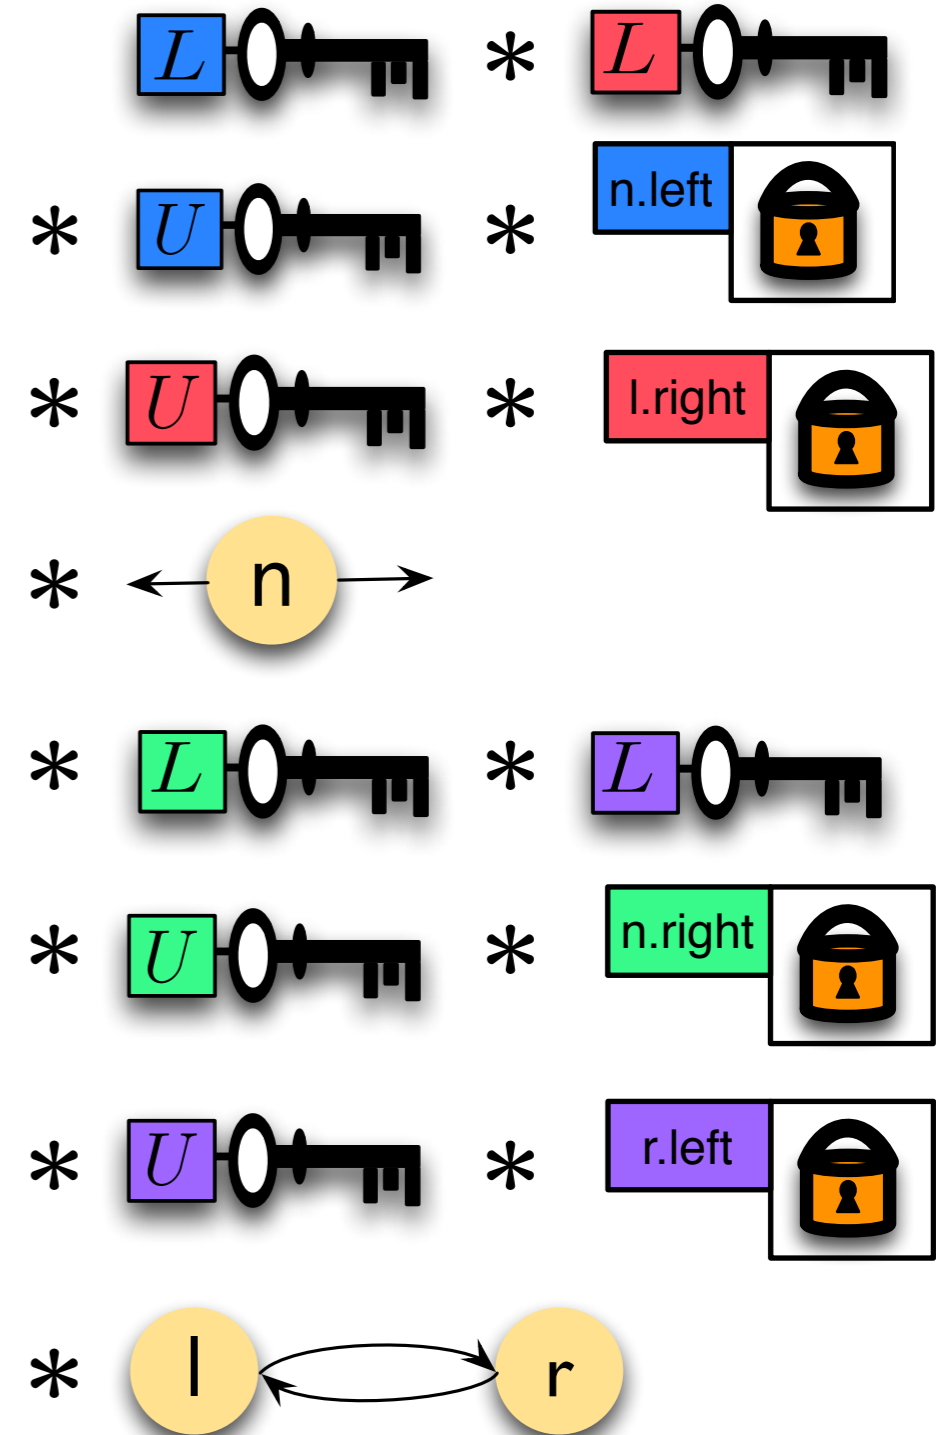 L * L
* U * n.left
* U * l.right
* n
* L * L
* U * n.right
* U * r.left
* l r